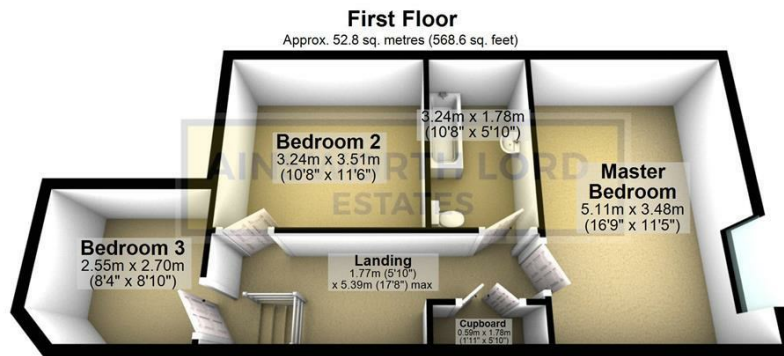 First Floor
Approx. 52.8 sq. metres (568.6 sq. feet)
3.24m x 1.78m
(10'8" x 5'10")
Bedroom 2
3.24m x 3.51m
(10'8" x 11'6")
Master
Bedroom
5.11m x 3.48m
(16'9" x 11'5")
AINSWORTH LORD
ESTATES
Bedroom 3
2.55m x 2.70m
(8'4" x 8'10")
Landing
1.77m (5'10")
x 5.39m (17'8") max
Cupboard
0.59m x 1.78m
(1'11" x 5'10")